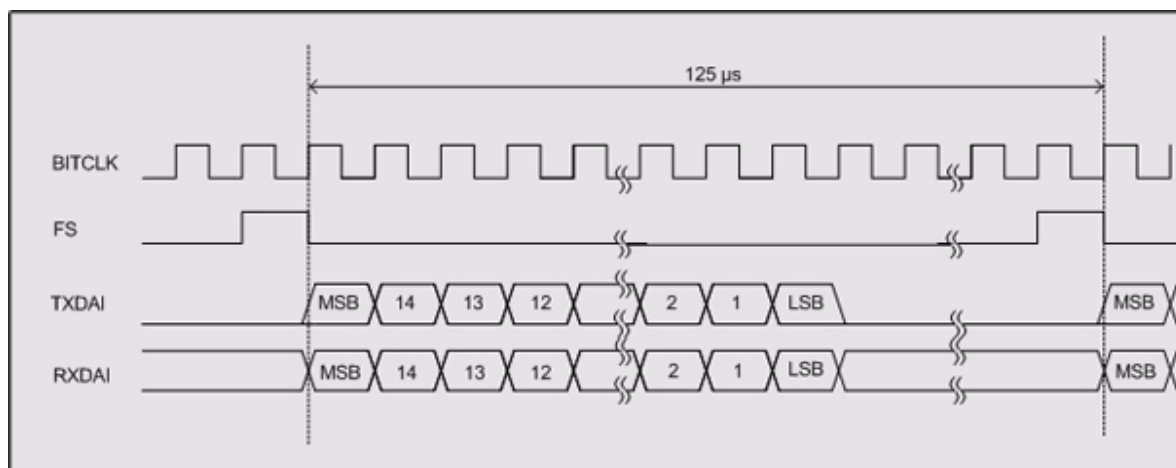 125 µs
BITCLK
FS
TXDAI MSB 14 13 12 2 1 LSB MSB
RXDAI MSB 14 13 12 2 1 LSB MSB